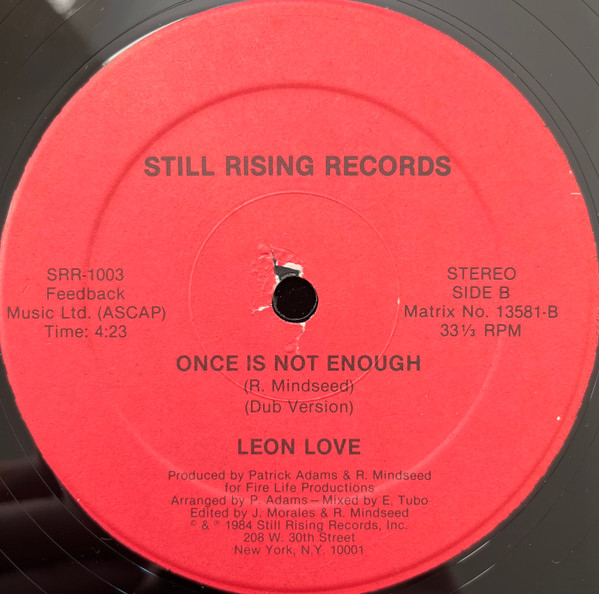 STILL RISING RECORDS
SRR-1003
Feedback
Music Ltd. (ASCAP)
Time: 4:23
STEREO
SIDE B
Matrix No. 13581-B
33⅓ RPM
ONCE IS NOT ENOUGH
(R. Mindseed)
(Dub Version)
LEON LOVE
Produced by Patrick Adams & R. Mindseed
for Fire Life Productions
Arranged by P. Adams—Mixed by E. Tubo
Edited by J. Morales & R. Mindseed
© & ℗ 1984 Still Rising Records, Inc.
208 W. 30th Street
New York, N.Y. 10001